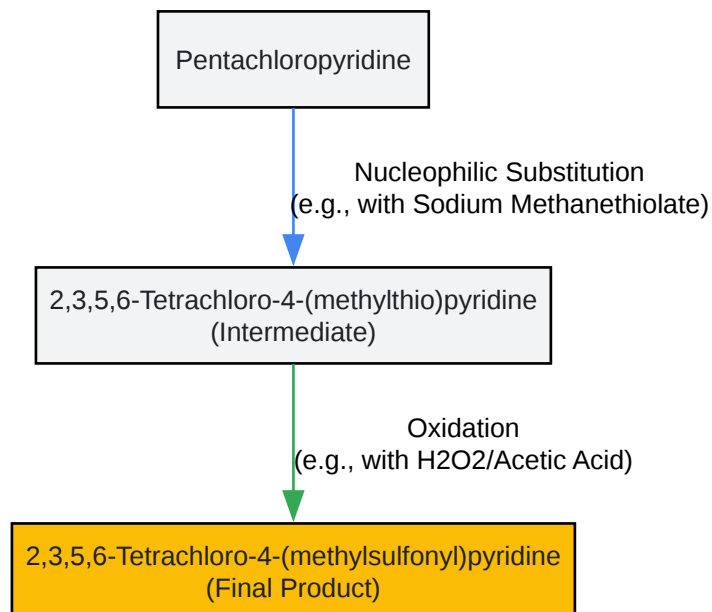 Pentachloropyridine
Nucleophilic Substitution
(e.g., with Sodium Methanethiolate)
2,3,5,6-Tetrachloro-4-(methylthio)pyridine
(Intermediate)
Oxidation
(e.g., with H2O2/Acetic Acid)
2,3,5,6-Tetrachloro-4-(methylsulfonyl)pyridine
(Final Product)